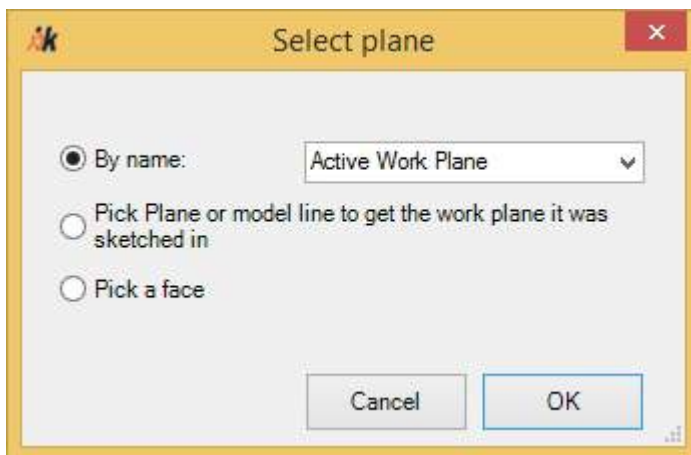 Select plane
By name:
Active Work Plane
Pick Plane or model line to get the work plane it was
sketched in
Pick a face
Cancel
OK